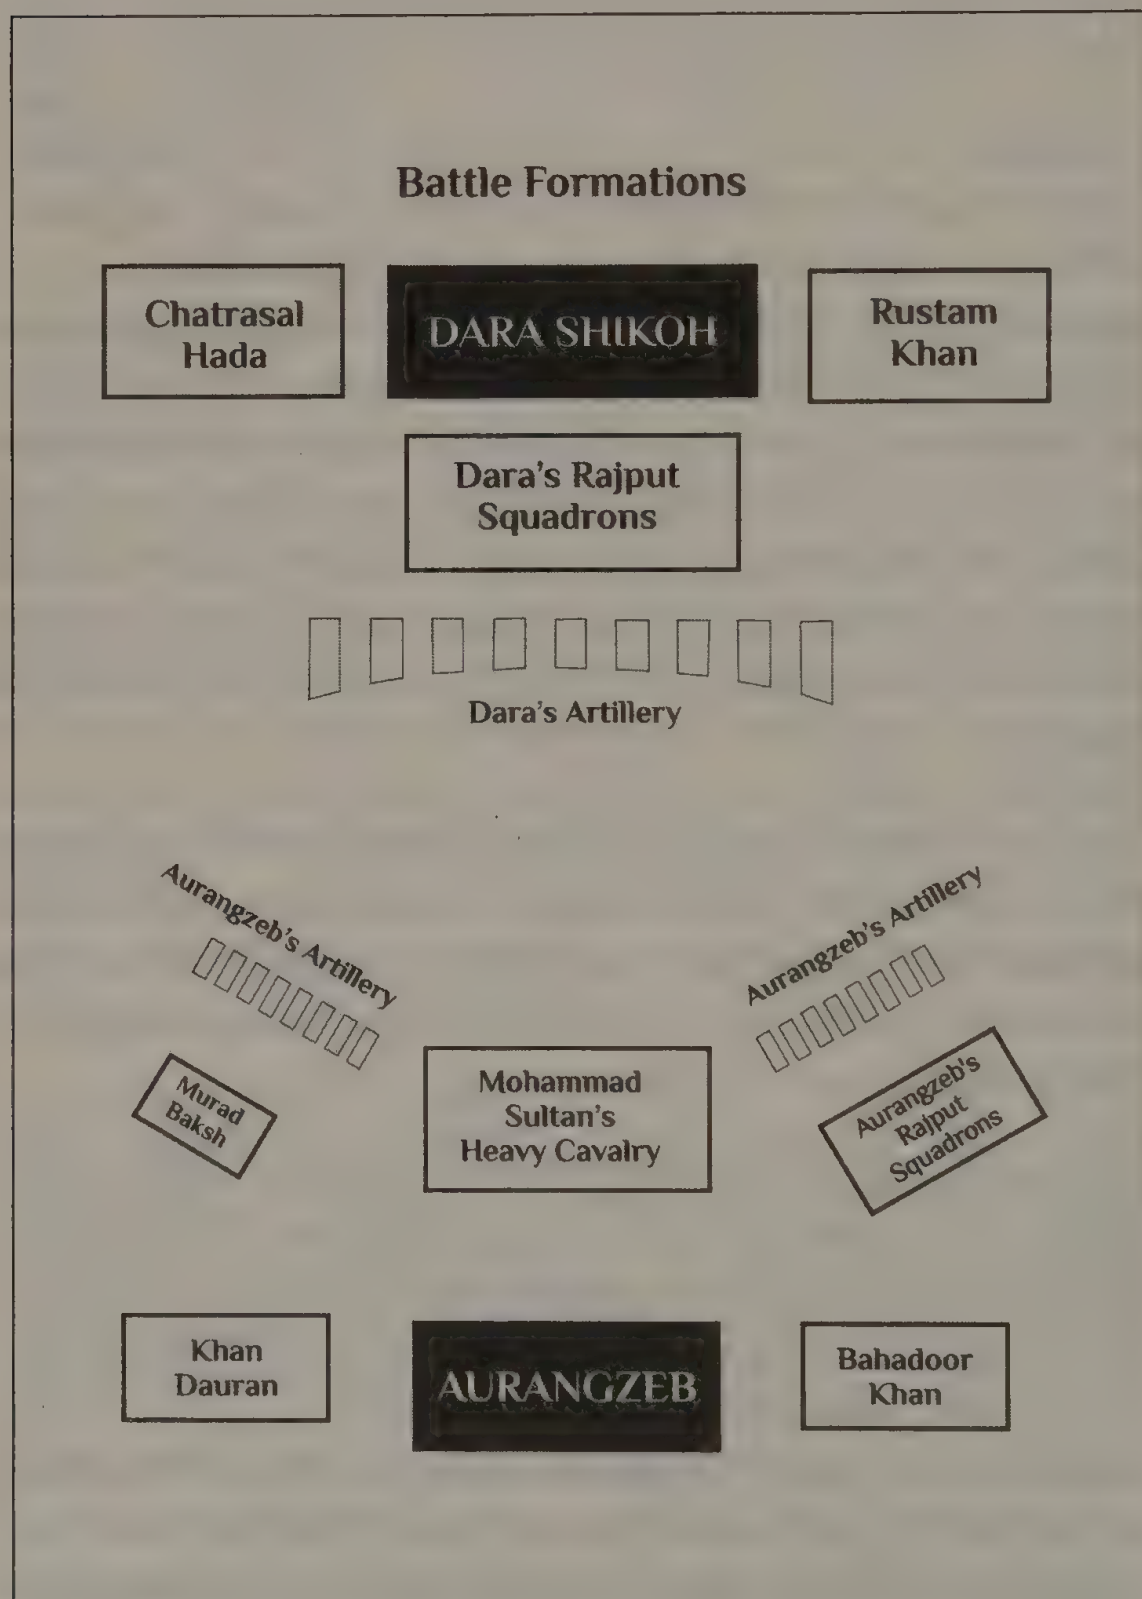 Battle Formations
Chatrasal
Hada
DARA SHIKOH
Rustam
Khan
Dara's Rajput
Squadrons
Dara's Artillery
Aurangzeb's Artillery
Aurangzeb's Artillery
Murad
Baksh
Mohammad
Sultan's
Heavy Cavalry
Aurangzeb's
Rajput
Squadrons
Khan
Dauran
AURANGZEB
Bahadoor
Khan